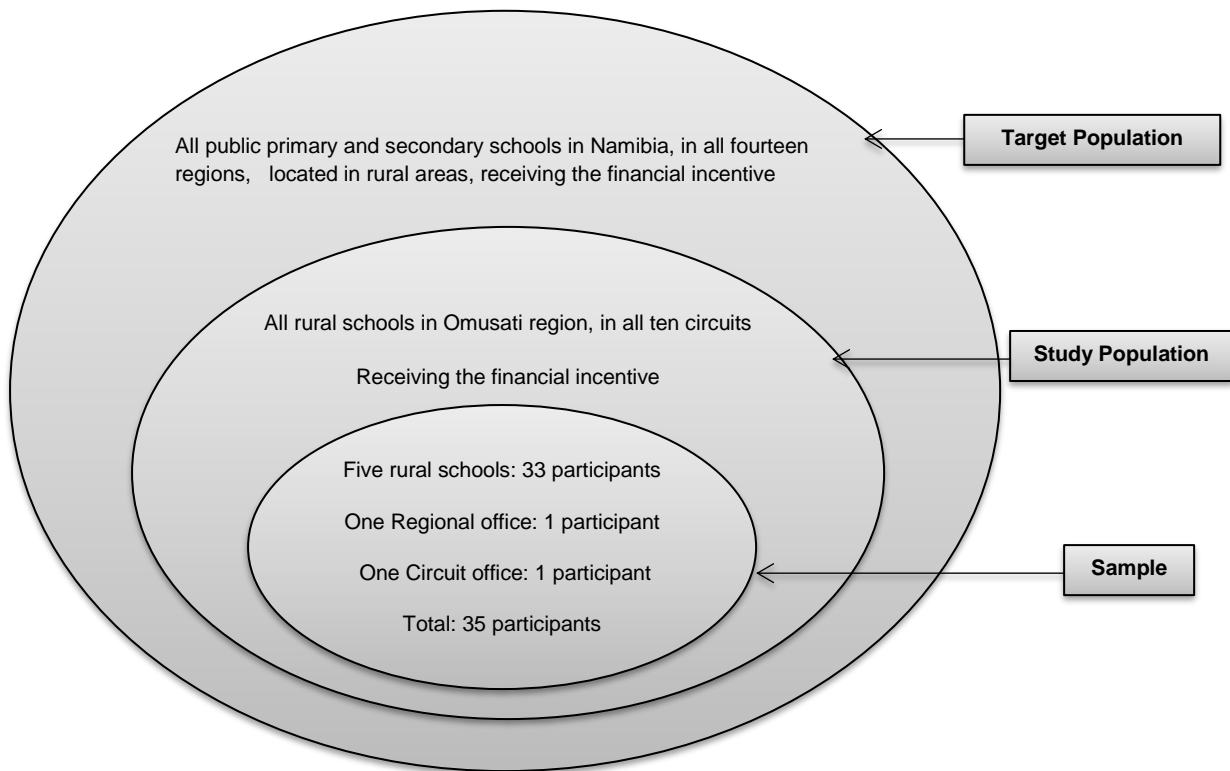 All public primary and secondary schools in Namibia, in all fourteen
regions, located in rural areas, receiving the financial incentive
Target Population
All rural schools in Omusati region, in all ten circuits
Receiving the financial incentive
Study Population
Five rural schools: 33 participants
One Regional office: 1 participant
One Circuit office: 1 participant
Total: 35 participants
Sample